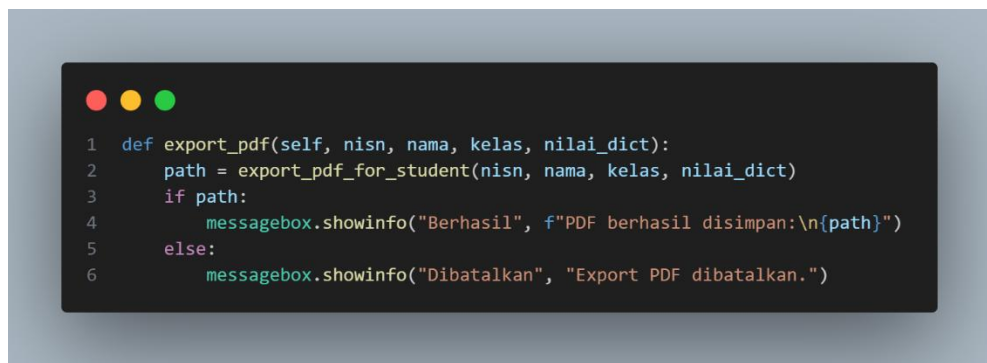 1 def export_pdf(self, nisn, nama, kelas, nilai_dict):
2     path = export_pdf_for_student(nisn, nama, kelas, nilai_dict)
3     if path:
4         messagebox.showinfo("Berhasil", f"PDF berhasil disimpan:\n{path}")
5     else:
6         messagebox.showinfo("Dibatalkan", "Export PDF dibatalkan.")